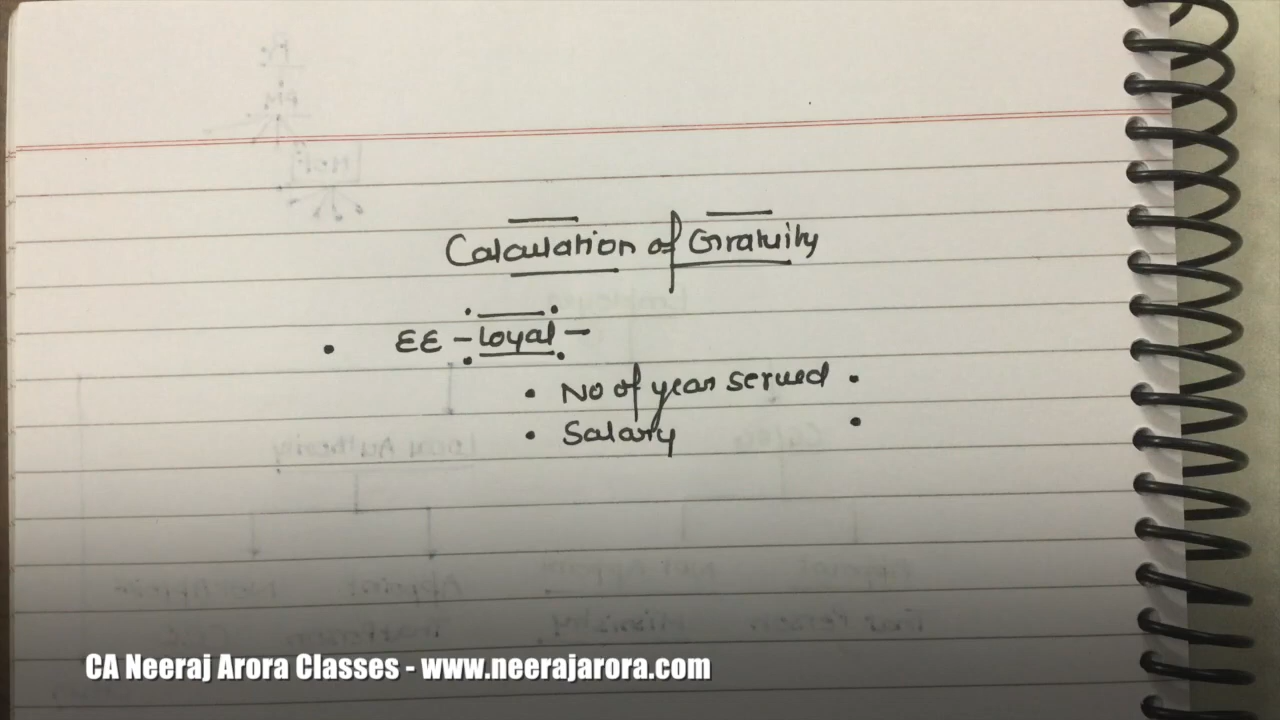 Calculation of Gratuity
• EE - Loyal -
• No of year served •
• Salary •
CA Neeraj Arora Classes - www.neerajarora.com